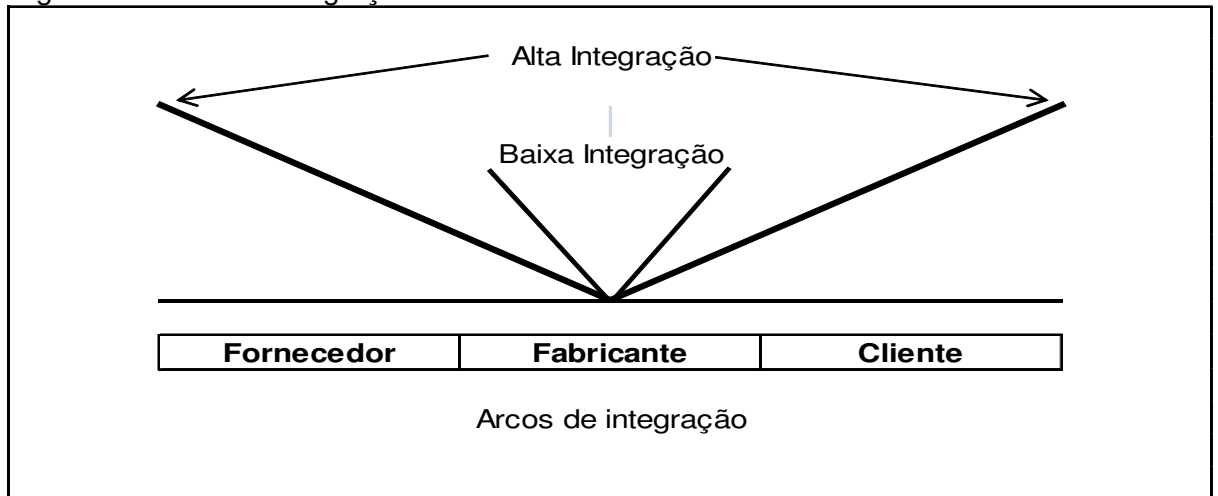 Alta Integração
Baixa Integração
Fornecedor Fabricante Cliente
Arcos de integração